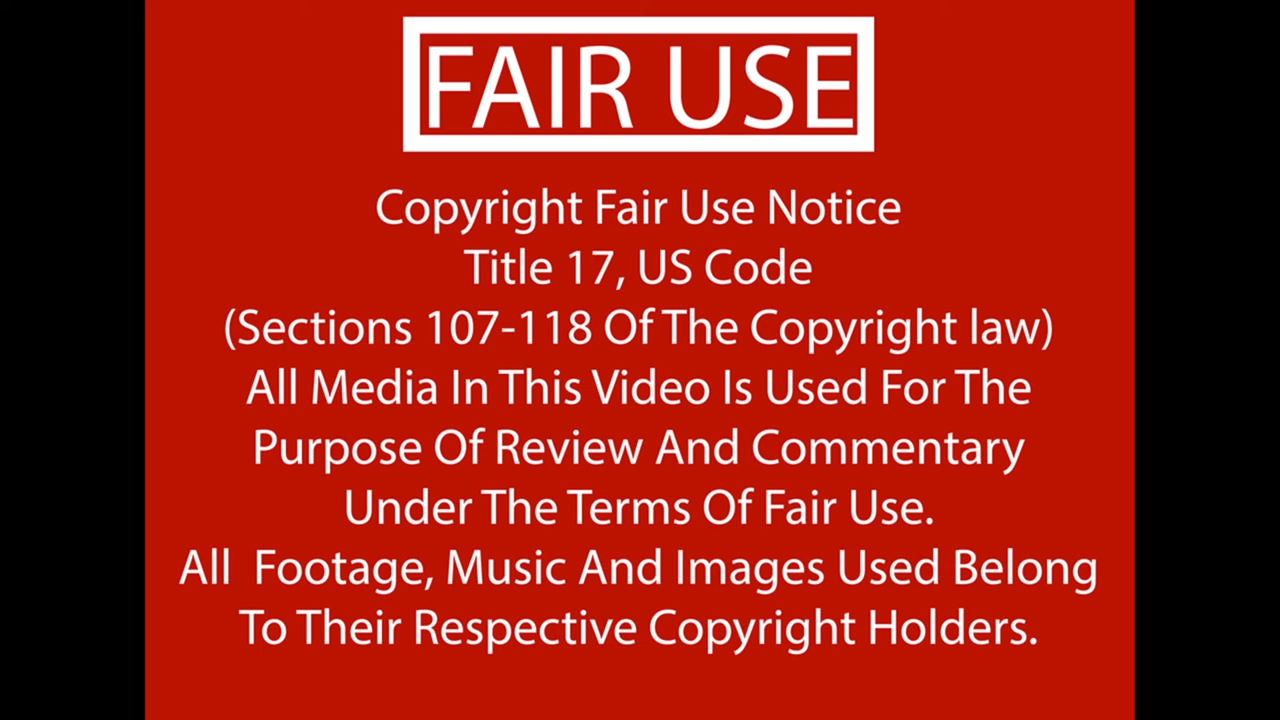 FAIR USE
Copyright Fair Use Notice
Title 17, US Code
(Sections 107-118 Of The Copyright law)
All Media In This Video Is Used For The
Purpose Of Review And Commentary
Under The Terms Of Fair Use.
All  Footage, Music And Images Used Belong
To Their Respective Copyright Holders.